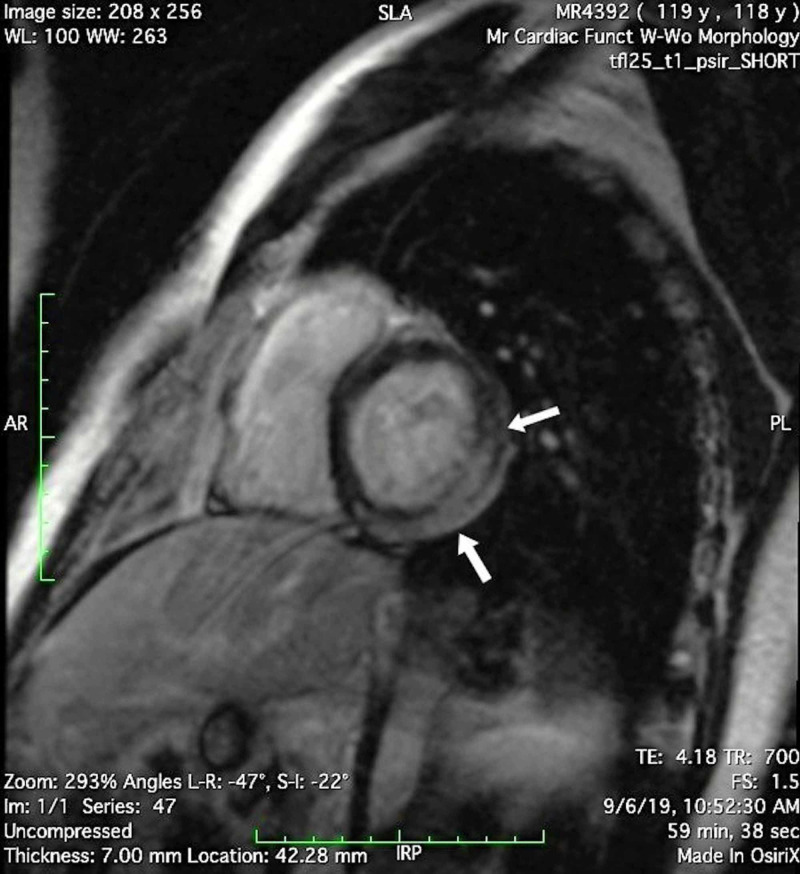 Image size: 208 x 256
WL: 100 WW: 263
SLA
MR4392 ( 119 y , 118 y )
Mr Cardiac Funct W-Wo Morphology
tfl25_t1_psir_SHORT
AR
PL
Zoom: 293% Angles L-R: -47°, S-I: -22°
Im: 1/1 Series: 47
Uncompressed
Thickness: 7.00 mm Location: 42.28 mm
IRP
TE: 4.18 TR: 700
FS: 1.5
9/6/19, 10:52:30 AM
59 min, 38 sec
Made In OsiriX